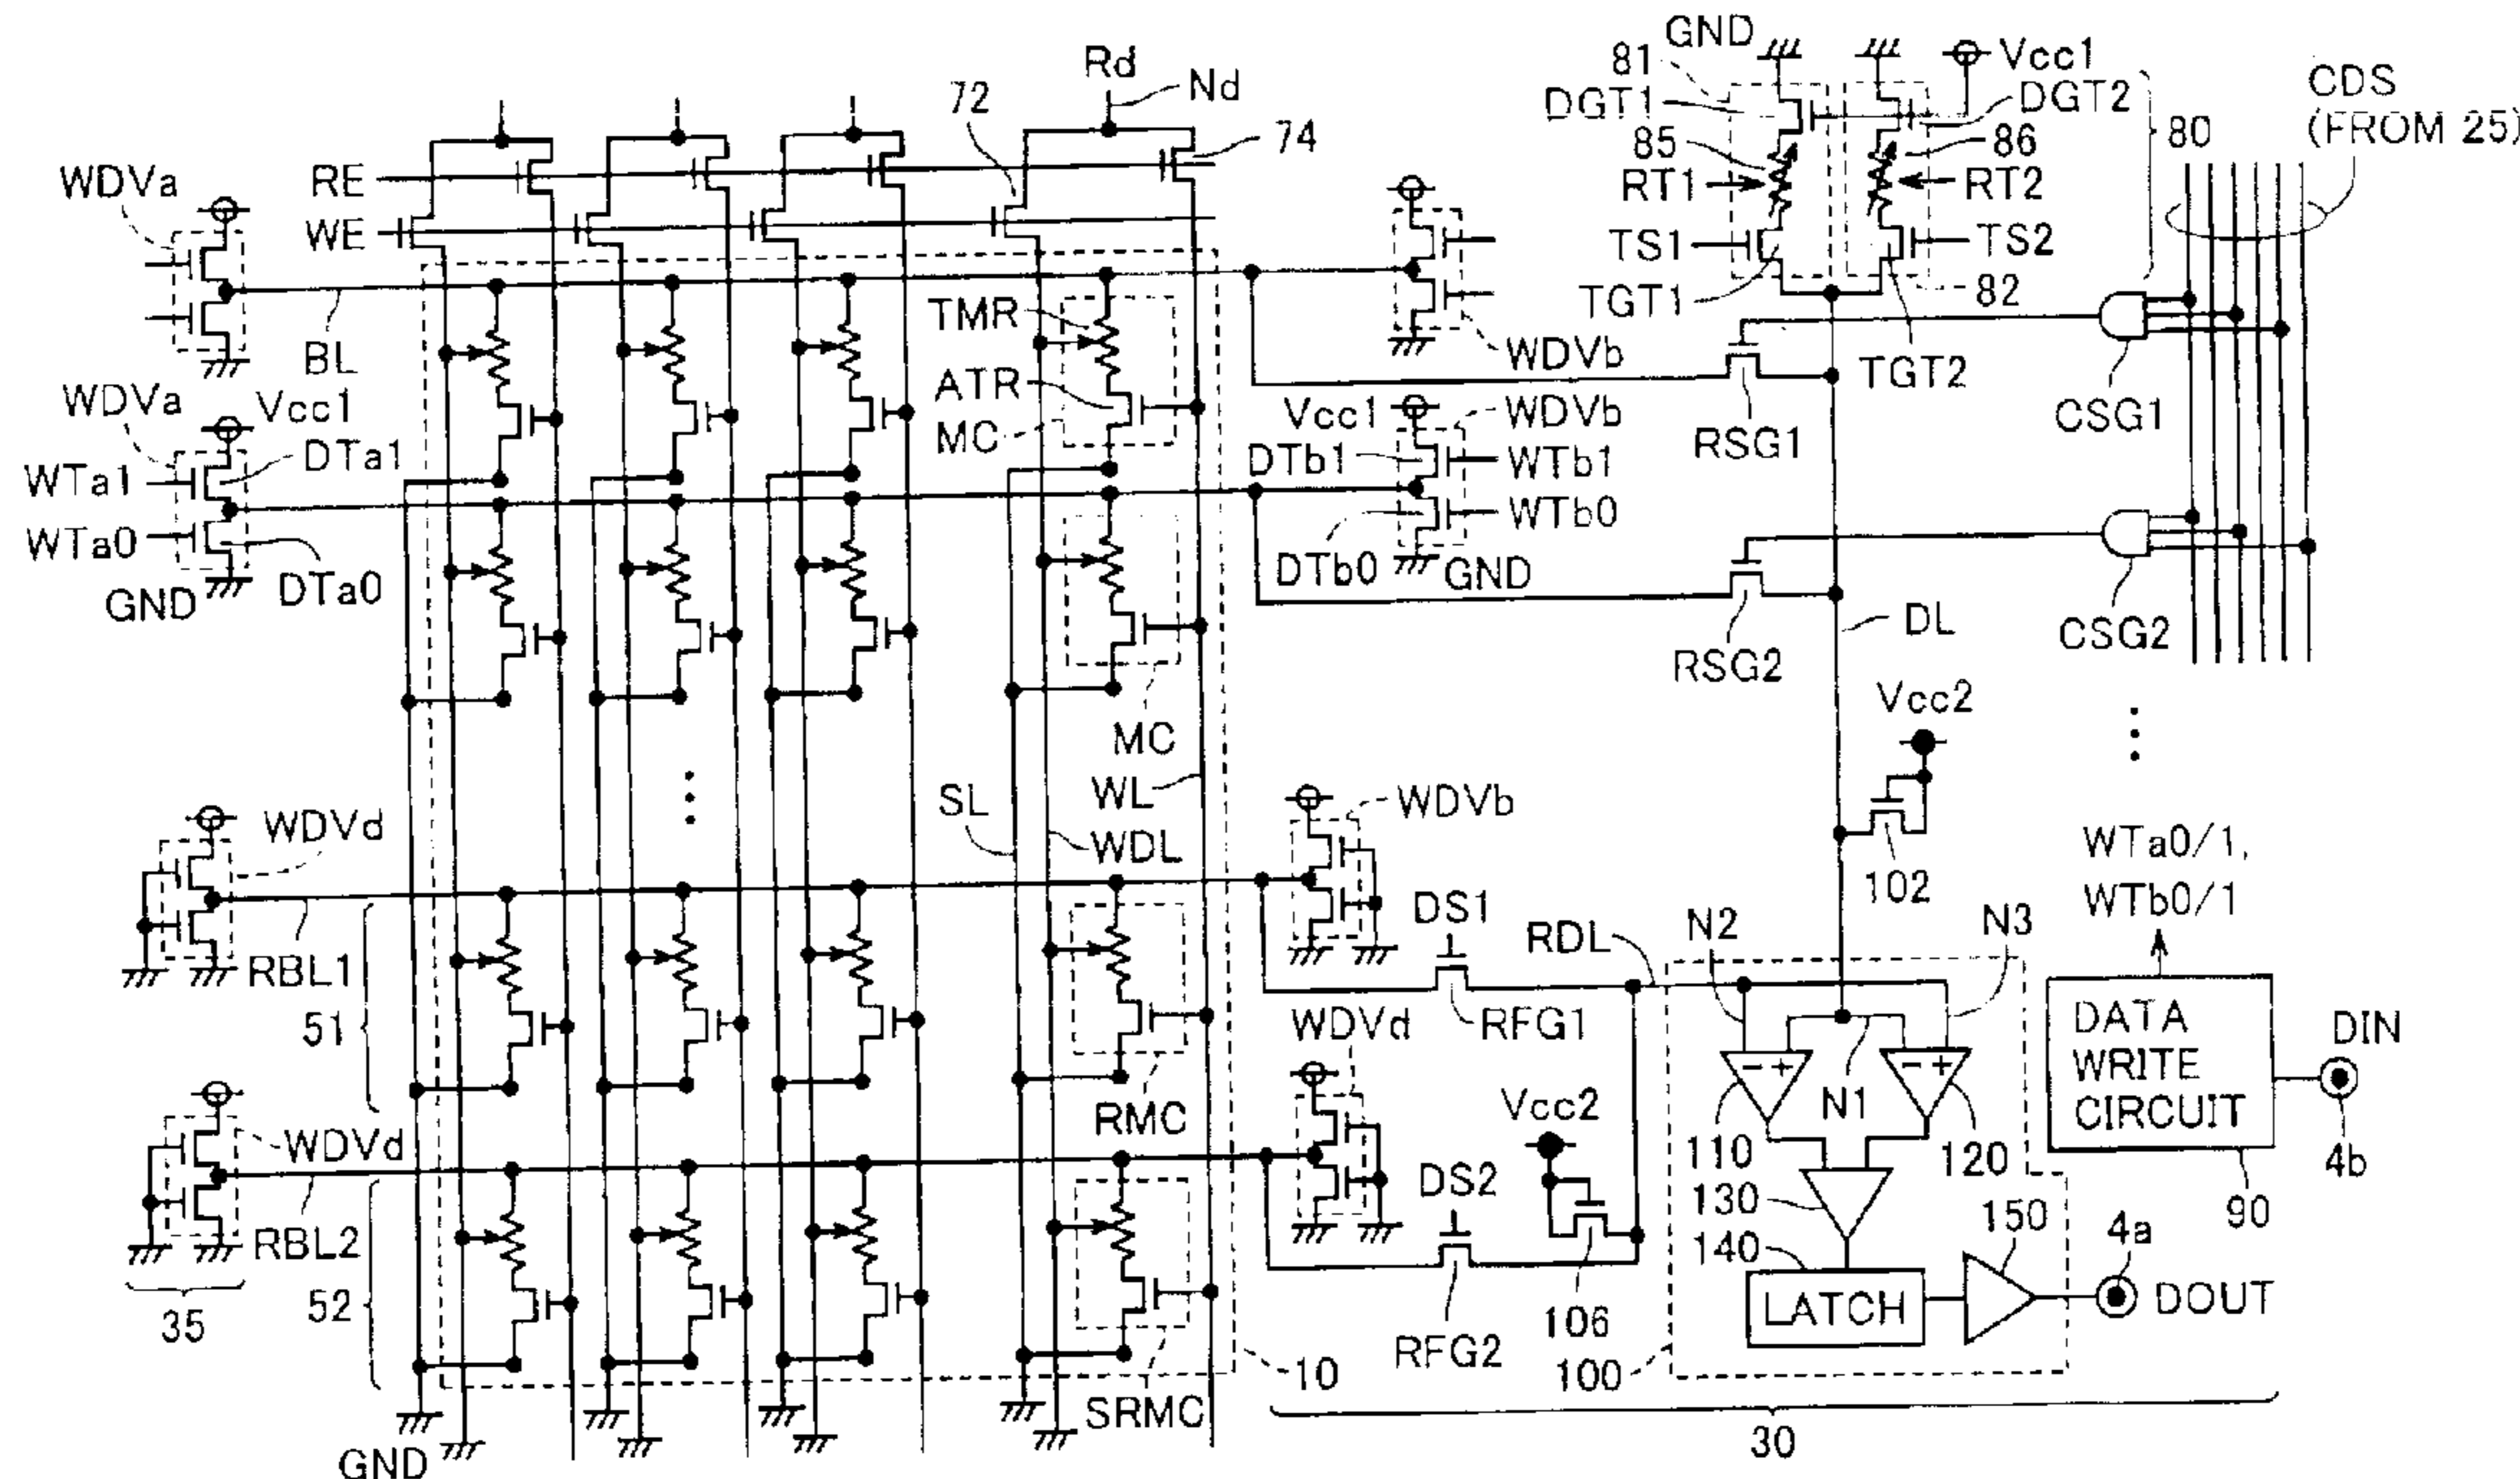 GND
81
Vcc1
CDS
(FROM 25)
Rd
Nd
72
74
DGT1
DGT2
80
85
86
RT1
RT2
TS1
TS2
TGT1
82
TGT2
WDVa
RE
WE
BL
TMR
ATR
MC
WDVb
RSG1
CSG1
WDVa
Vcc1
DTa1
WTa1
WTa0
GND
DTa0
Vcc1
WDVb
DTb1
WTb1
WTb0
DTb0
GND
RSG2
DL
CSG2
MC
WL
SL
WDL
Vcc2
102
WDVd
WDVb
WTa0/1,
WTb0/1
RBL1
51
DS1
RDL
N2
N3
RFG1
RMC
WDVd
N1
110
120
130
140
150
DATA
WRITE
CIRCUIT
DIN
4b
90
WDVd
RBL2
52
35
DS2
Vcc2
106
RFG2
LATCH
4a
DOUT
100
10
SRMC
GND
30